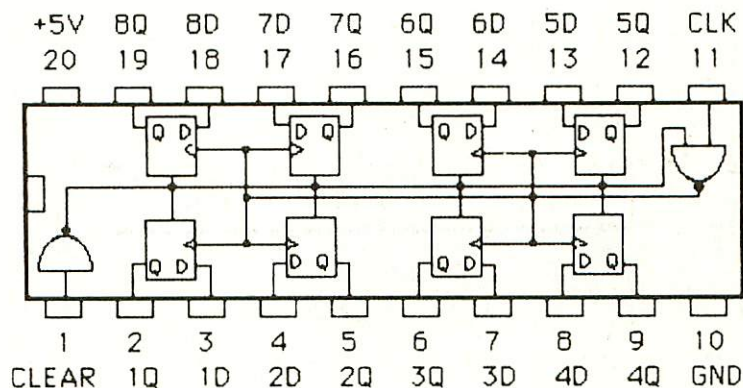 +5V 8Q 8D 7D 7Q 6Q 6D 5D 5Q CLK
20 19 18 17 16 15 14 13 12 11
Q D D Q Q D D Q
Q D D Q Q D D Q
1 2 3 4 5 6 7 8 9 10
CLEAR 1Q 1D 2D 2Q 3Q 3D 4D 4Q GND